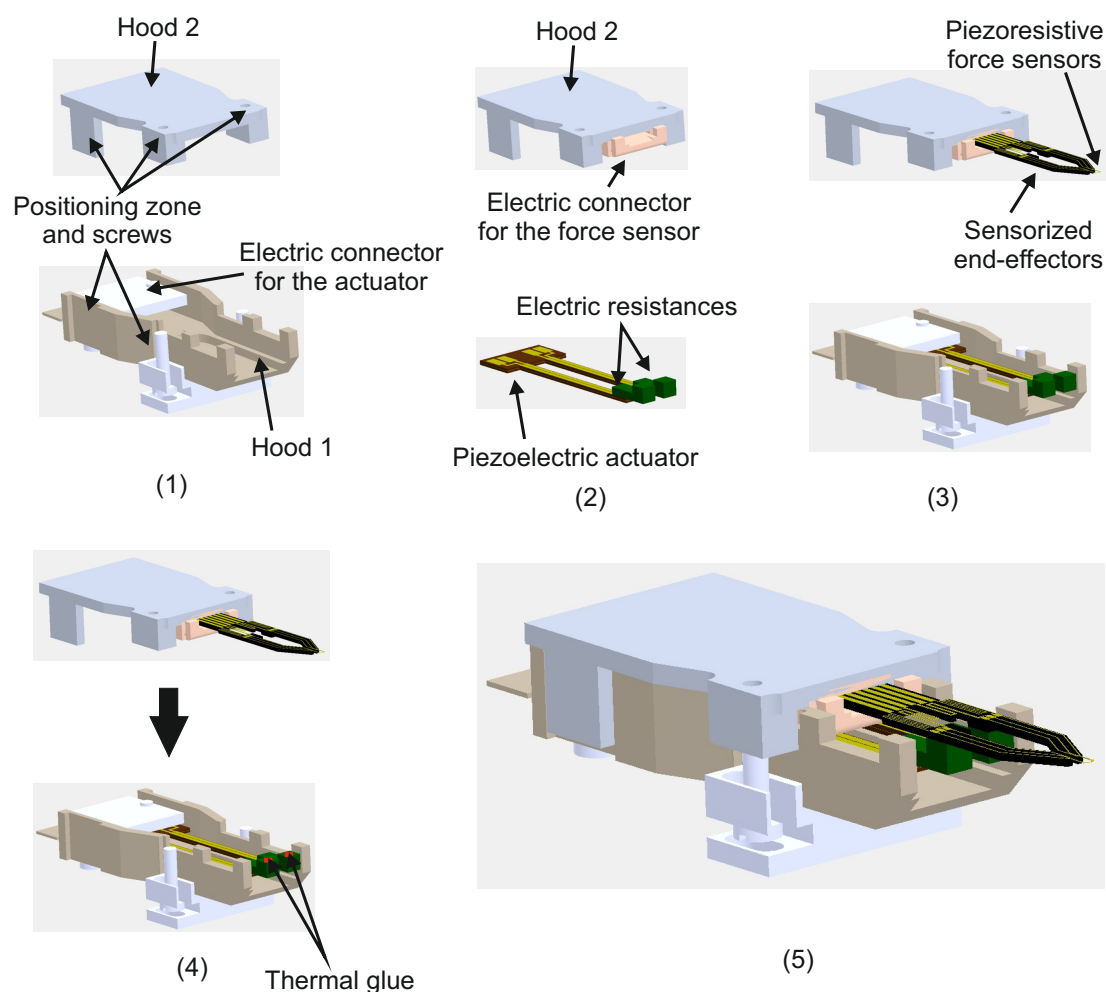 Hood 2
Positioning zone
and screws
Electric connector
for the actuator
Hood 1
(1)
Hood 2
Electric connector
for the force sensor
Electric resistances
Piezoelectric actuator
(2)
Piezoresistive
force sensors
Sensorized
end-effectors
(3)
Thermal glue
(4)
(5)